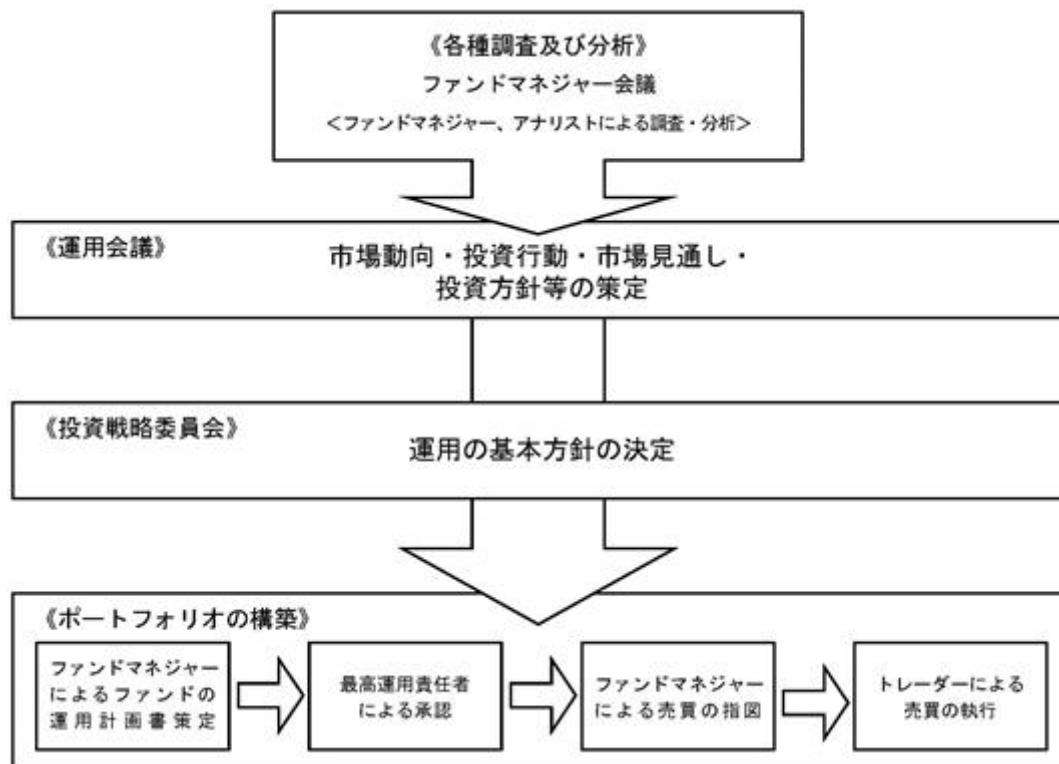 《各種調査及び分析》
ファンドマネジャー会議
＜ファンドマネジャー、アナリストによる調査・分析＞
《運用会議》
市場動向・投資行動・市場見通し・
投資方針等の策定
《投資戦略委員会》
運用の基本方針の決定
《ポートフォリオの構築》
ファンドマネジャー
によるファンドの
運用計画書策定
最高運用責任者
による承認
ファンドマネジャー
による売買の指図
トレーダーによる
売買の執行